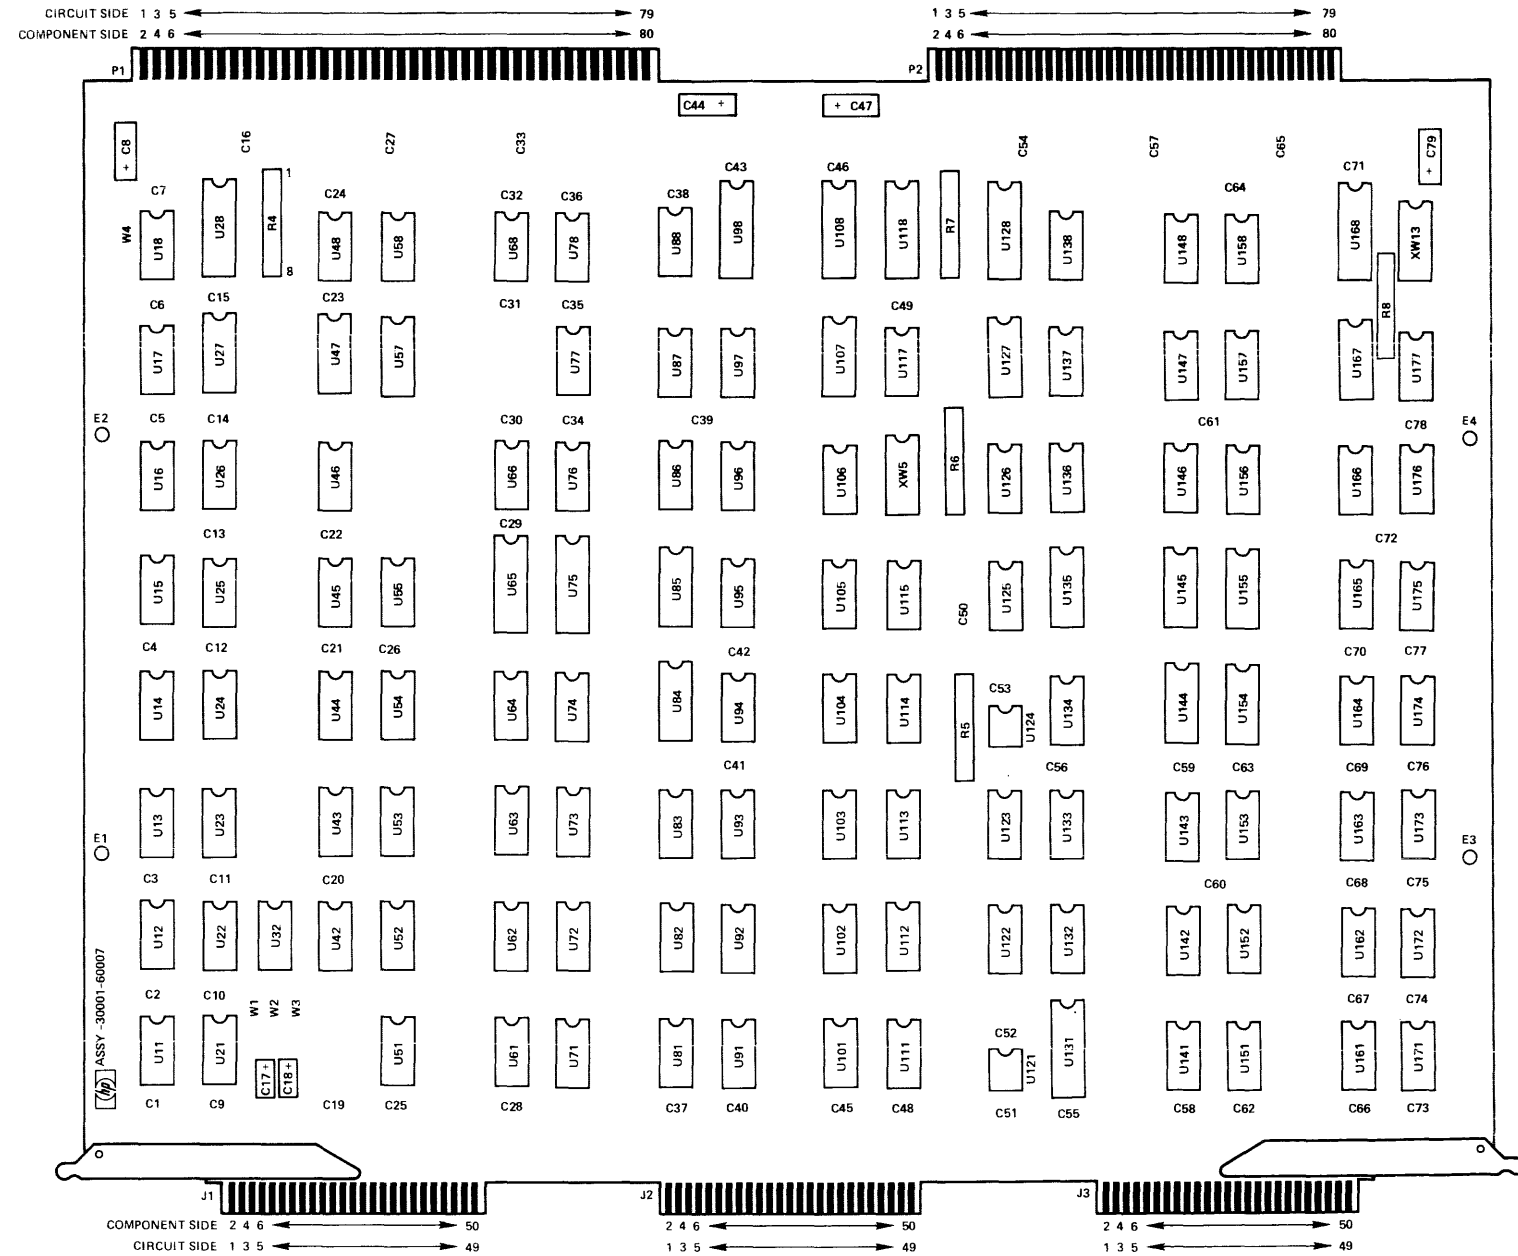 CIRCUIT SIDE 1 3 5 79 1 3 5 79
COMPONENT SIDE 2 4 6 80 2 4 6 80
P1 P2
C44 + + C47
+ C8 C16 C27 C33 C54 C57 C65 + C79
C43 C46 C71
C7 1 C24 C32 C36 C38 C64
W4 U18 U28 R4 U48 U58 U68 U78 U88 U98 U108 U118 R7 U128 U138 U148 U158 U168 XW13
8
C6 C15 C23 C31 C35 C49 R8
U17 U27 U47 U57 U77 U87 U97 U107 U117 U127 U137 U147 U157 U167 U177
E2 C5 C14 C30 C34 C39 C61 C78 E4
U16 U26 U46 U66 U76 U86 U96 U106 XW5 R6 U126 U136 U146 U156 U166 U176
C13 C22 C29 C72
U15 U25 U45 U55 U65 U75 U85 U95 U105 U115 C50 U125 U135 U145 U155 U165 U175
C4 C12 C21 C26 C42 C70 C77
U14 U24 U44 U54 U64 U74 U84 U94 U104 U114 R5 C53 U124 U134 U144 U154 U164 U174
C41 C56 C59 C63 C69 C76
E1 U13 U23 U43 U53 U63 U73 U83 U93 U103 U113 U123 U133 U143 U153 U163 U173 E3
C3 C11 C20 C60 C68 C75
U12 U22 U32 U42 U52 U62 U72 U82 U92 U102 U112 U122 U132 U142 U152 U162 U172
C2 C10 W1 W2 W3 C67 C74
hp ASSY -30001-60007
U11 U21 C17 + C18 + U51 U61 U71 U81 U91 U101 U111 C52 U121 U131 U141 U151 U161 U171
C1 C9 C19 C25 C28 C37 C40 C45 C48 C51 C55 C58 C62 C66 C73
J1 J2 J3
COMPONENT SIDE 2 4 6 50 2 4 6 50 2 4 6 50
CIRCUIT SIDE 1 3 5 49 1 3 5 49 1 3 5 49